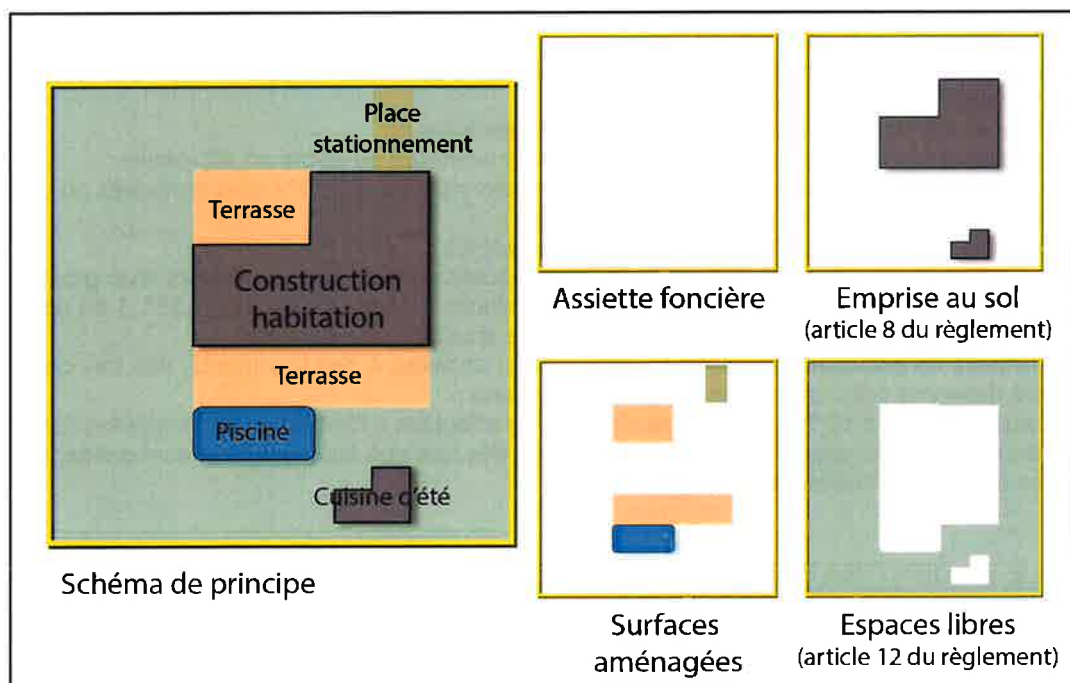 Place
stationnement
Terrasse
Construction
habitation
Terrasse
Piscine
Cuisine d'été
Schéma de principe
Assiette foncière
Emprise au sol
(article 8 du règlement)
Surfaces
aménagées
Espaces libres
(article 12 du règlement)